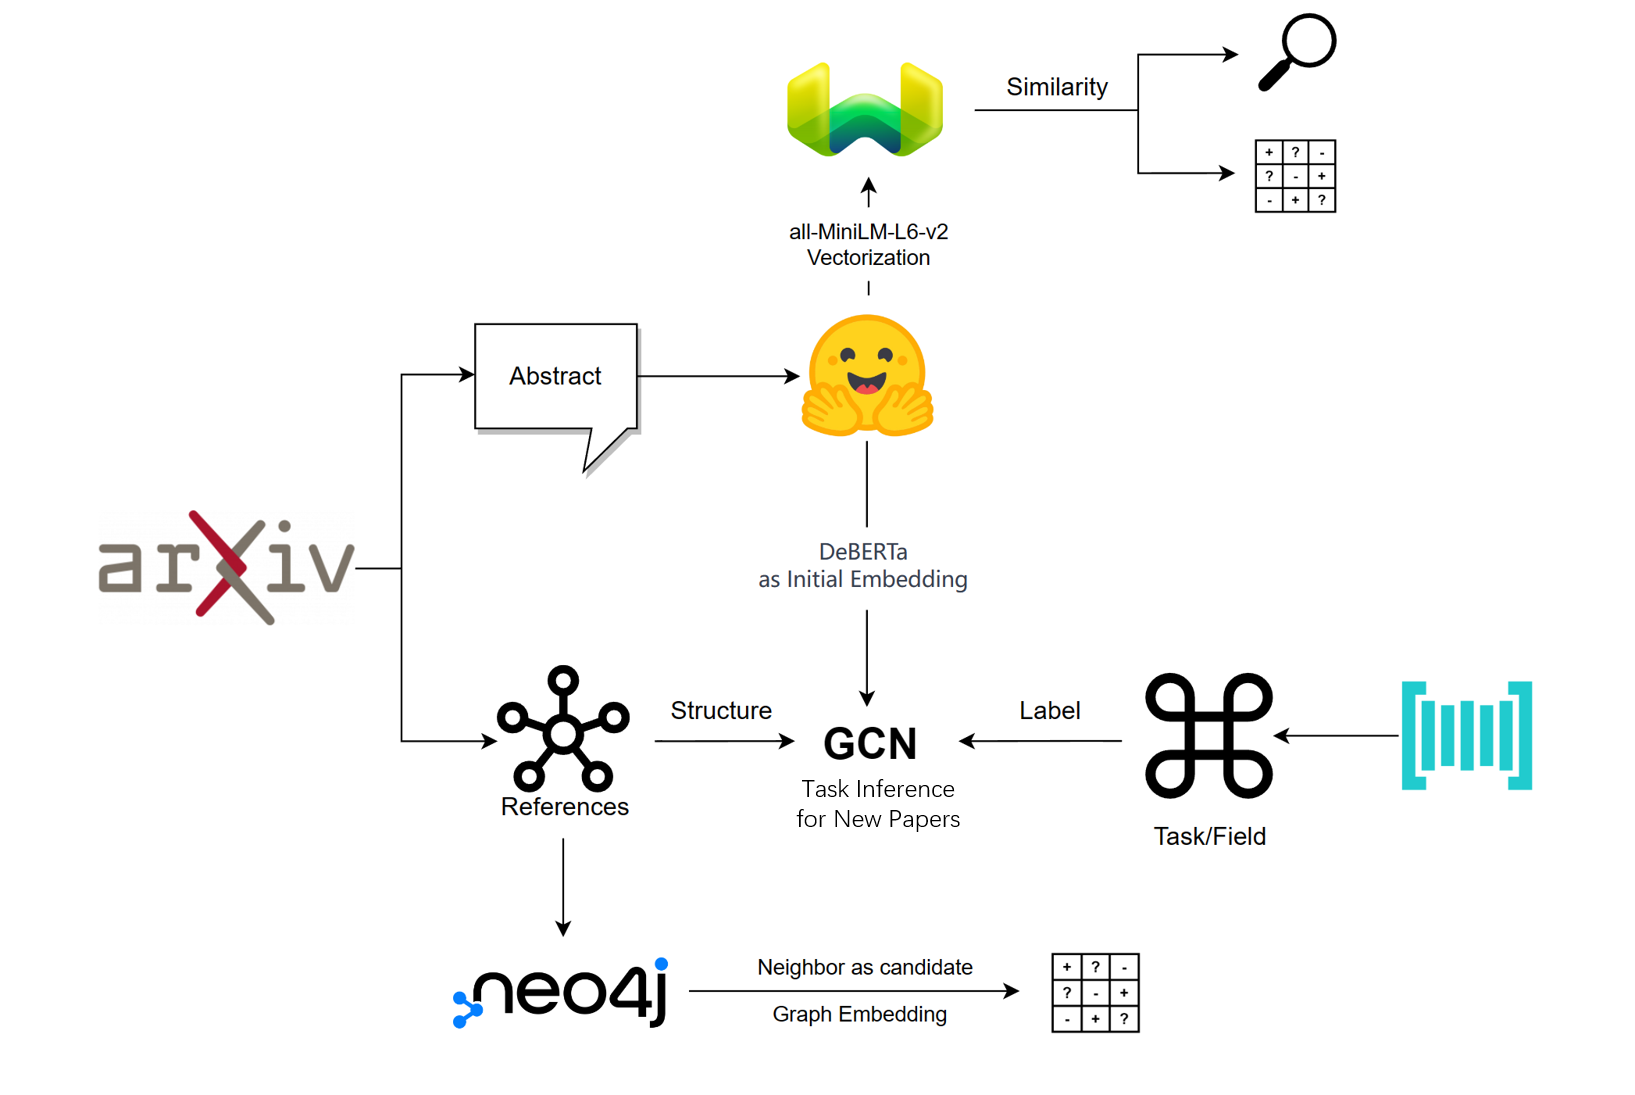 Similarity
+ ? -
? - +
- + ?
all-MiniLM-L6-v2
Vectorization
Abstract
arXiv
DeBERTa
as Initial Embedding
Structure
Label
GCN
Task Inference
for New Papers
References
Task/Field
neo4j
Neighbor as candidate
Graph Embedding
+ ? -
? - +
- + ?